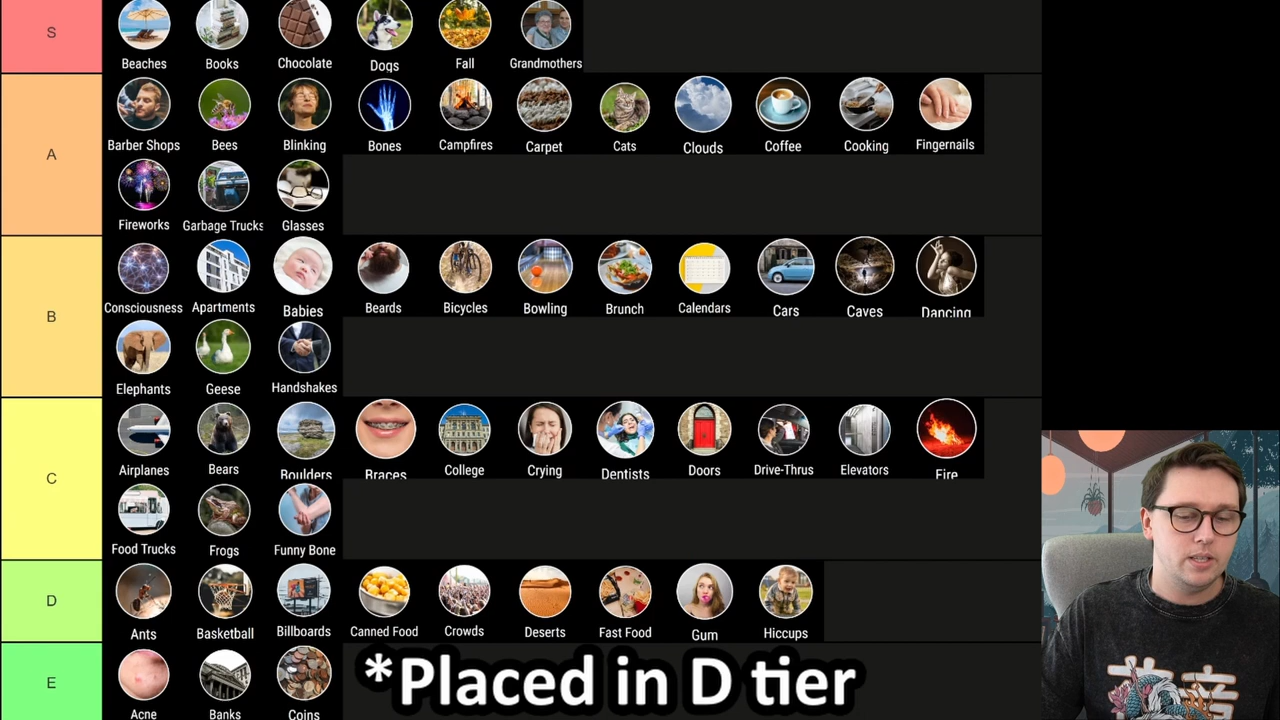 S
Beaches Books Chocolate Dogs Fall Grandmothers
A
Barber Shops Bees Blinking Bones Campfires Carpet Cats Clouds Coffee Cooking Fingernails
Fireworks Garbage Trucks Glasses
B
Consciousness Apartments Babies Beards Bicycles Bowling Brunch Calendars Cars Caves Dancing
Elephants Geese Handshakes
C
Airplanes Bears Boulders Braces College Crying Dentists Doors Drive-Thrus Elevators Fire
Food Trucks Frogs Funny Bone
D
Ants Basketball Billboards Canned Food Crowds Deserts Fast Food Gum Hiccups
E
Acne Banks Coins
*Placed in D tier